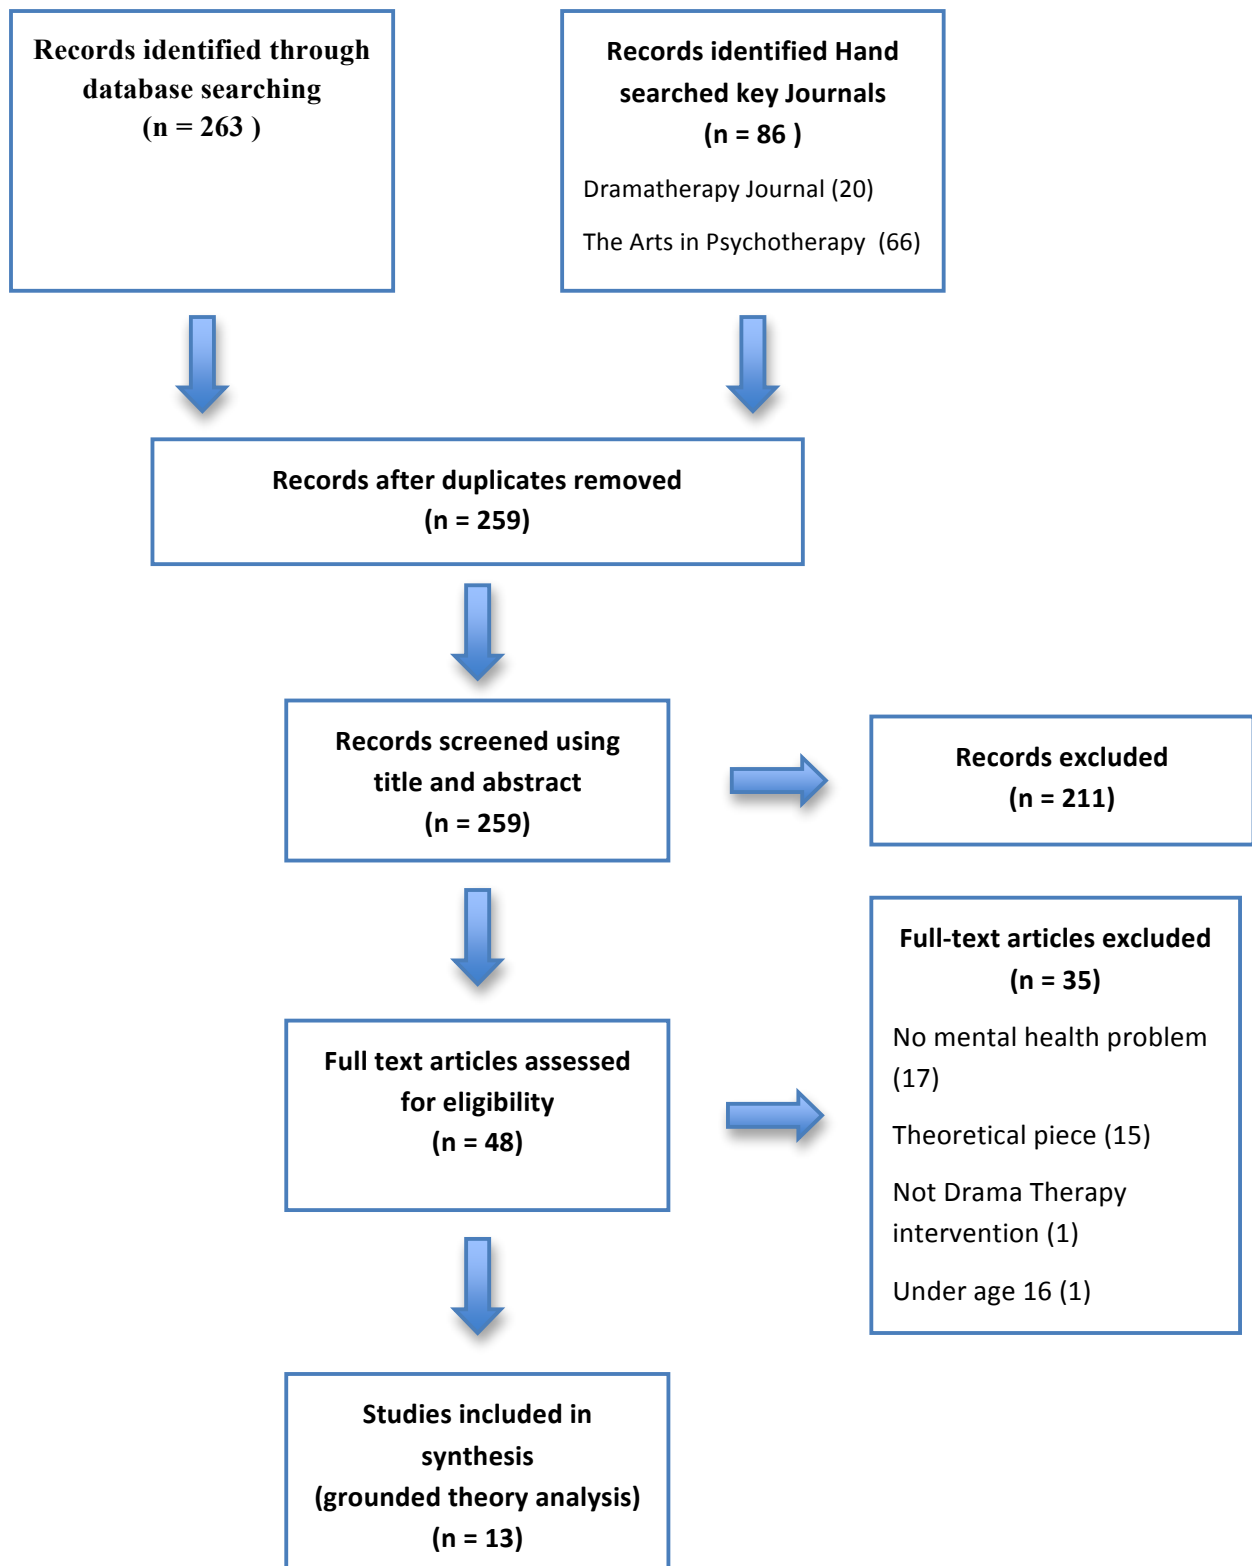 Records identified through
database searching
(n = 263 )
Records identified Hand
searched key Journals
(n = 86 )
Dramatherapy Journal (20)
The Arts in Psychotherapy  (66)
Records after duplicates removed
(n = 259)
Records screened using
title and abstract
(n = 259)
Records excluded
(n = 211)
Full text articles assessed
for eligibility
(n = 48)
Full-text articles excluded
(n = 35)
No mental health problem
(17)
Theoretical piece (15)
Not Drama Therapy
intervention (1)
Under age 16 (1)
Studies included in
synthesis
(grounded theory analysis)
(n = 13)